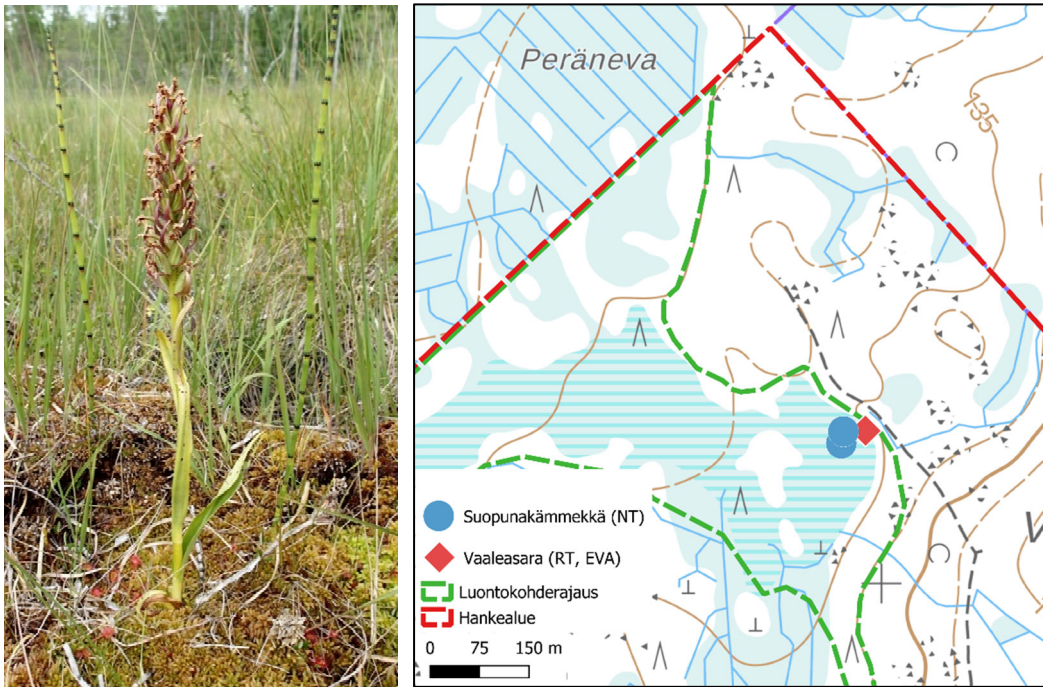 Peräneva
135
Suopunakämmekkä (NT)
Vaaleasara (RT, EVA)
Luontokohderajaus
Hankealue
0 75 150 m
V